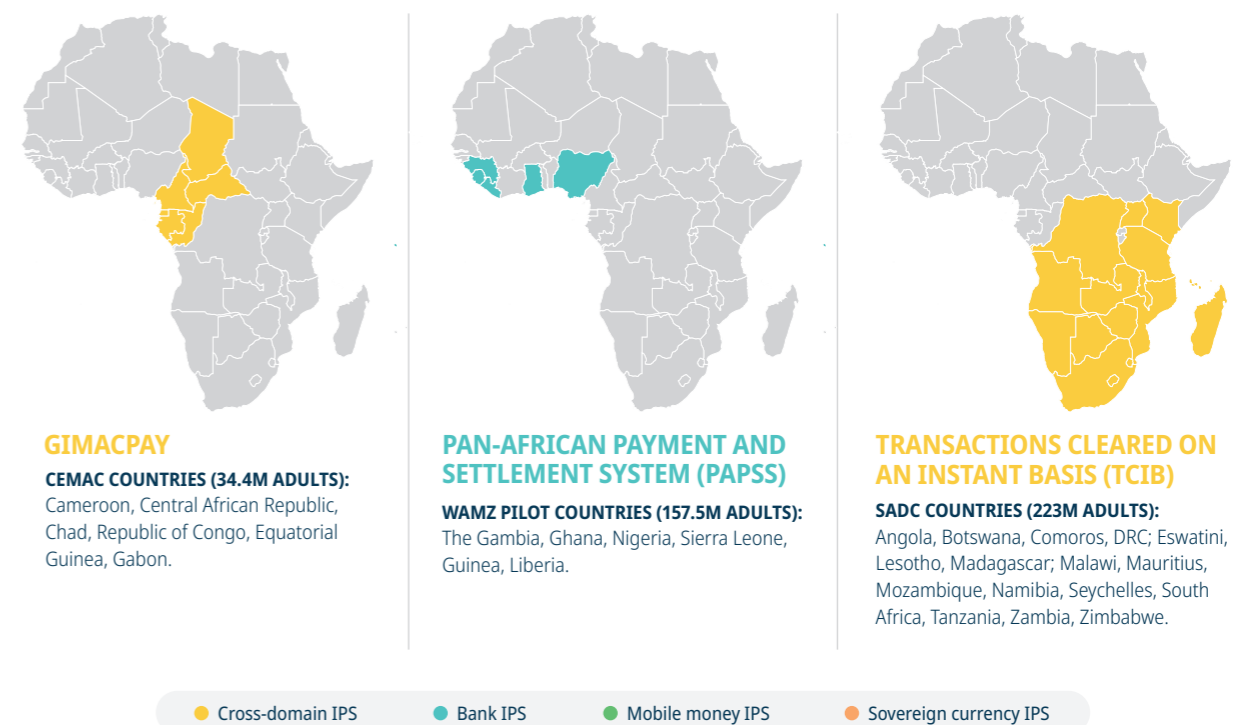 GIMACPAY
CEMAC COUNTRIES (34.4M ADULTS):
Cameroon, Central African Republic,
Chad, Republic of Congo, Equatorial
Guinea, Gabon.
PAN-AFRICAN PAYMENT AND
SETTLEMENT SYSTEM (PAPSS)
WAMZ PILOT COUNTRIES (157.5M ADULTS):
The Gambia, Ghana, Nigeria, Sierra Leone,
Guinea, Liberia.
TRANSACTIONS CLEARED ON
AN INSTANT BASIS (TCIB)
SADC COUNTRIES (223M ADULTS):
Angola, Botswana, Comoros, DRC; Eswatini,
Lesotho, Madagascar; Malawi, Mauritius,
Mozambique, Namibia, Seychelles, South
Africa, Tanzania, Zambia, Zimbabwe.
Cross-domain IPS
Bank IPS
Mobile money IPS
Sovereign currency IPS